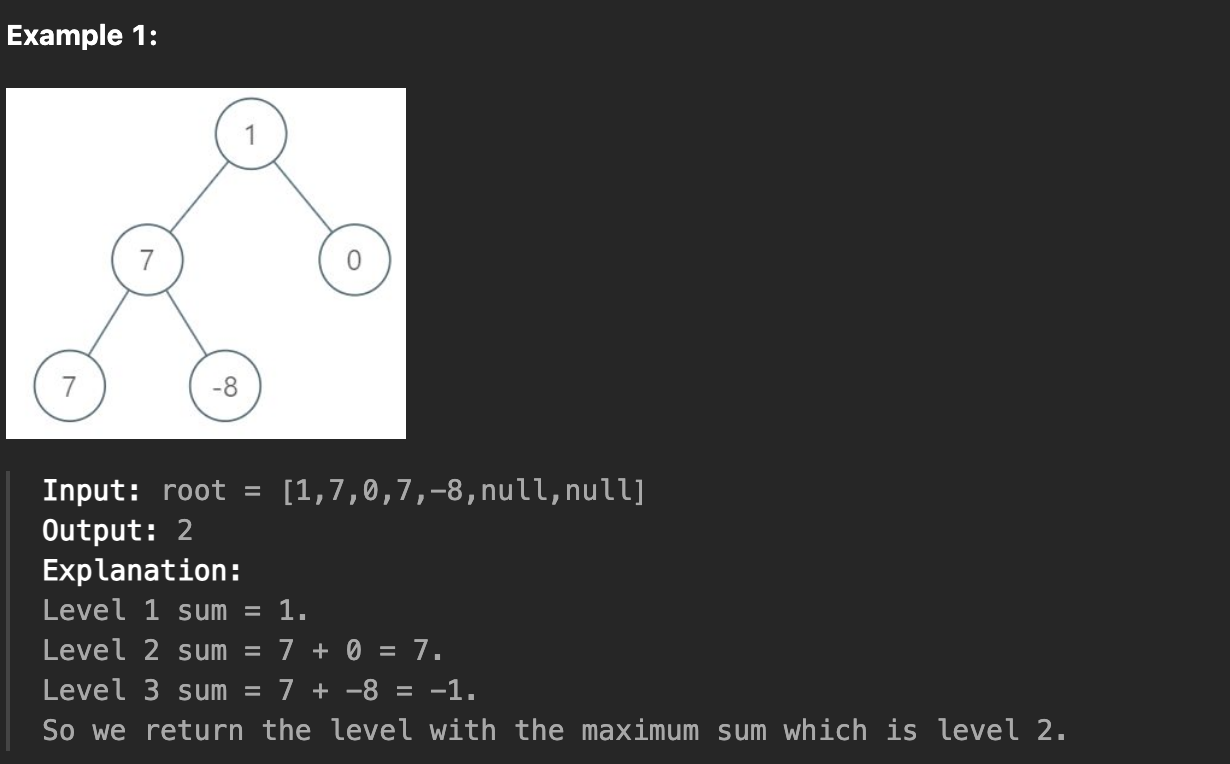 Example 1:
1
7 0
7 -8
Input: root = [1,7,0,7,-8,null,null]
Output: 2
Explanation:
Level 1 sum = 1.
Level 2 sum = 7 + 0 = 7.
Level 3 sum = 7 + -8 = -1.
So we return the level with the maximum sum which is level 2.